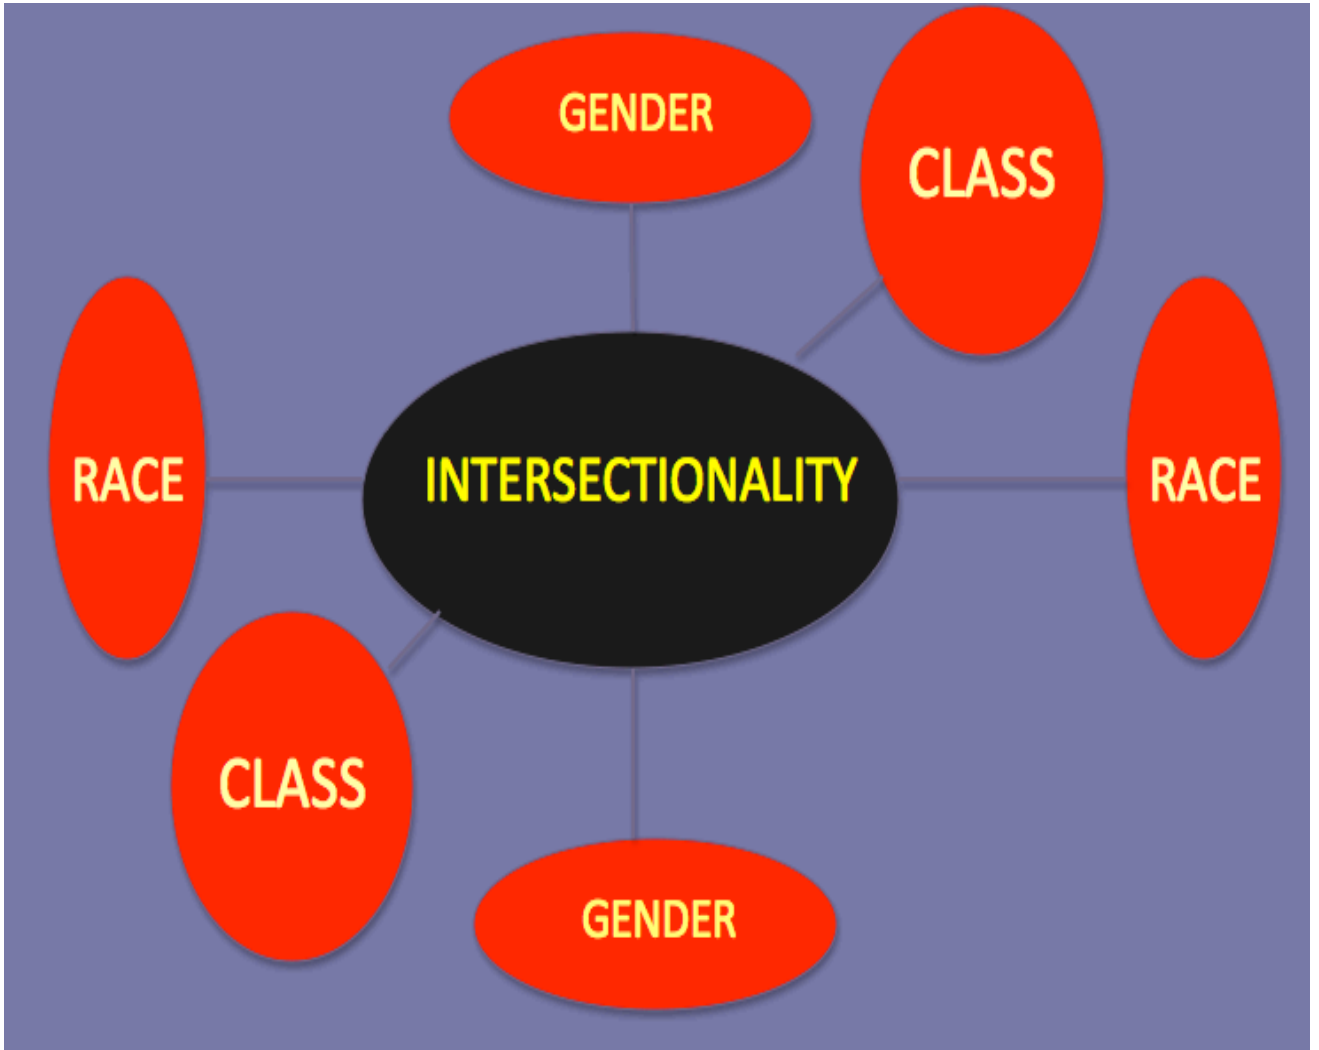 GENDER
CLASS
RACE
INTERSECTIONALITY
RACE
CLASS
GENDER